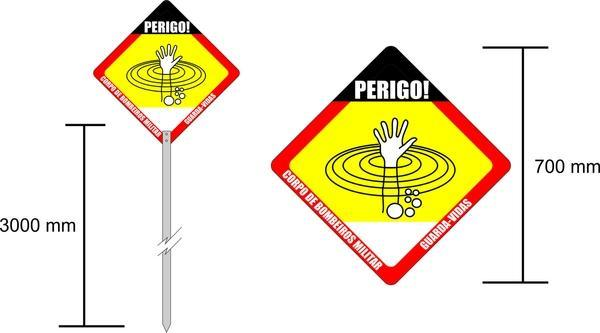 PERIGO!
CORPO DE BOMBEIROS MILITAR
GUARDA-VIDAS
3000 mm
PERIGO!
CORPO DE BOMBEIROS MILITAR
GUARDA-VIDAS
700 mm